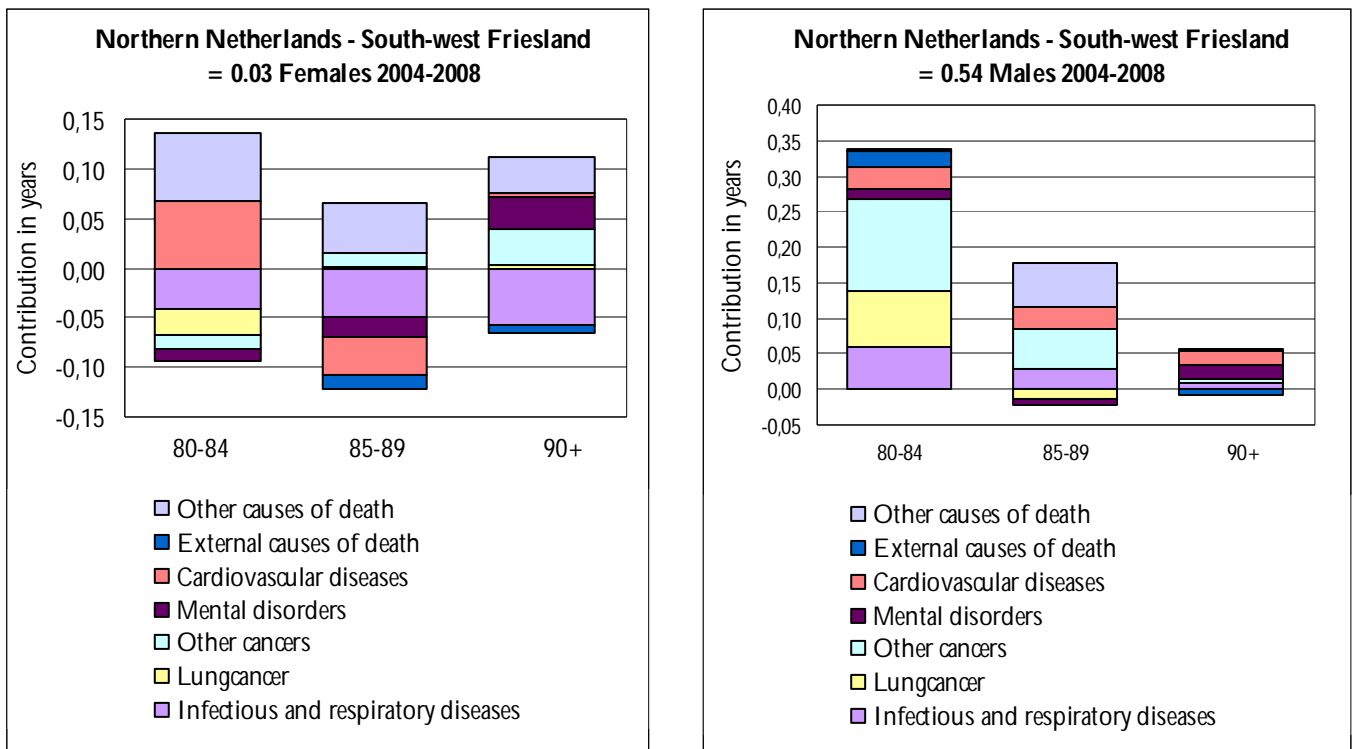 Northern Netherlands - South-west Friesland
= 0.03 Females 2004-2008
Contribution in years
0,15
0,10
0,05
0,00
-0,05
-0,10
-0,15
80-84 85-89 90+
Other causes of death
External causes of death
Cardiovascular diseases
Mental disorders
Other cancers
Lungcancer
Infectious and respiratory diseases
Northern Netherlands - South-west Friesland
= 0.54 Males 2004-2008
Contribution in years
0,40
0,35
0,30
0,25
0,20
0,15
0,10
0,05
0,00
-0,05
80-84 85-89 90+
Other causes of death
External causes of death
Cardiovascular diseases
Mental disorders
Other cancers
Lungcancer
Infectious and respiratory diseases